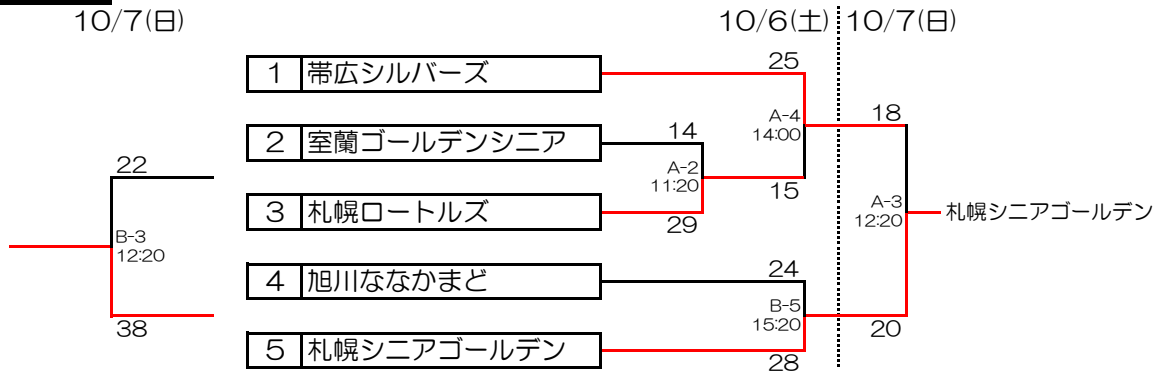 10/7(日)
10/6(土)
10/7(日)
25
1 帯広シルバーズ
A-4
14:00
18
14
2 室蘭ゴールデンシニア
A-2
11:20
22
15
3 札幌ロートルズ
29
A-3
12:20
札幌シニアゴールデン
B-3
12:20
24
4 旭川ななかまど
B-5
15:20
38
20
5 札幌シニアゴールデン
28